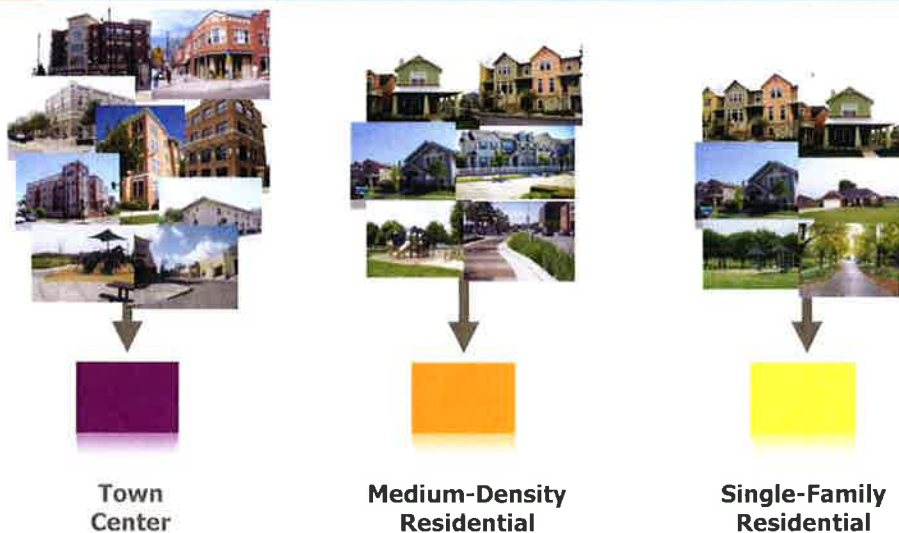 Town
Center
Medium-Density
Residential
Single-Family
Residential